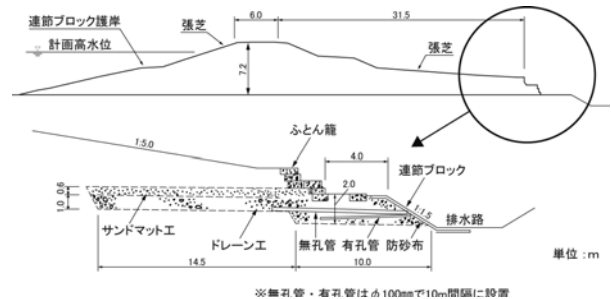 連節ブロック護岸
計画高水位
張芝
6.0
31.5
張芝
7.2
1:5.0
ふとん籠
4.0
連節ブロック
2.0
1:1.5
排水路
0.6
1.0
サンドマット工
ドレーン工
無孔管
有孔管
防砂布
14.5
10.0
単位:m
※無孔管・有孔管はφ100mmで10m間隔に設置